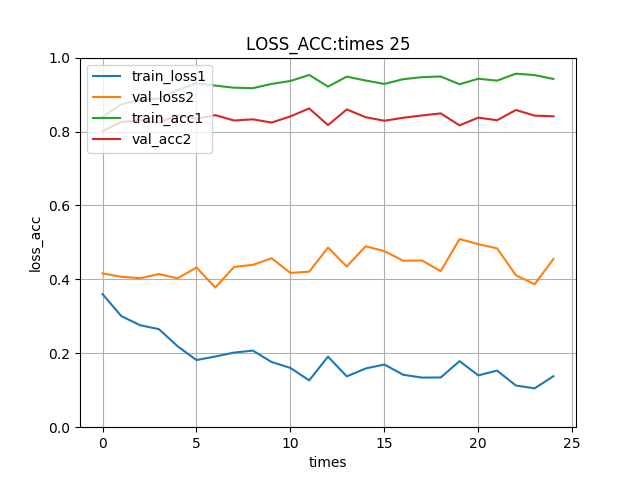 LOSS_ACC:times 25
train_loss1
val_loss2
train_acc1
val_acc2
1.0
0.8
0.6
0.4
0.2
0.0
loss_acc
0 5 10 15 20 25
times